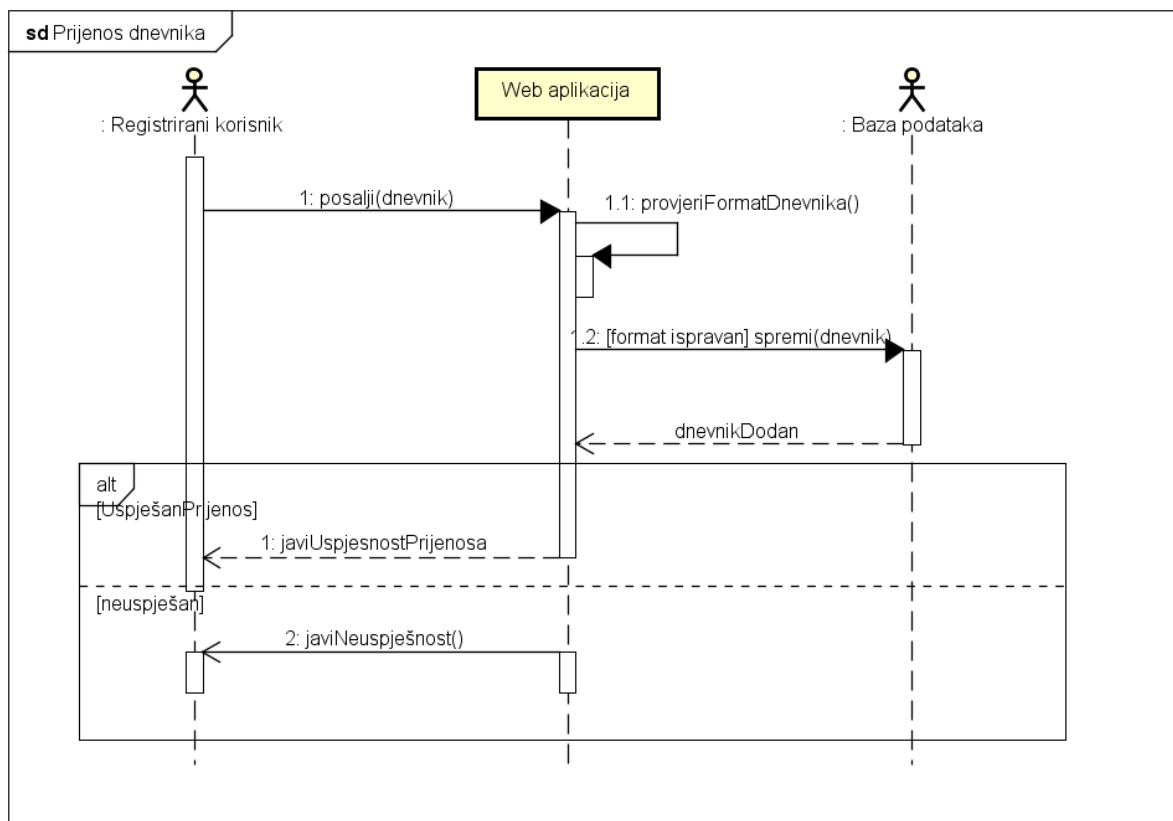 sd Prijenos dnevnika
Web aplikacija
: Registrirani korisnik
: Baza podataka
1: posalji(dnevnik)
1.1: provjeriFormatDnevnika()
1.2: [format ispravan] spremi(dnevnik)
dnevnikDodan
alt
[UspješanPrijenos]
1: javiUspjesnostPrijenosa
[neuspješan]
2: javiNeuspješnost()